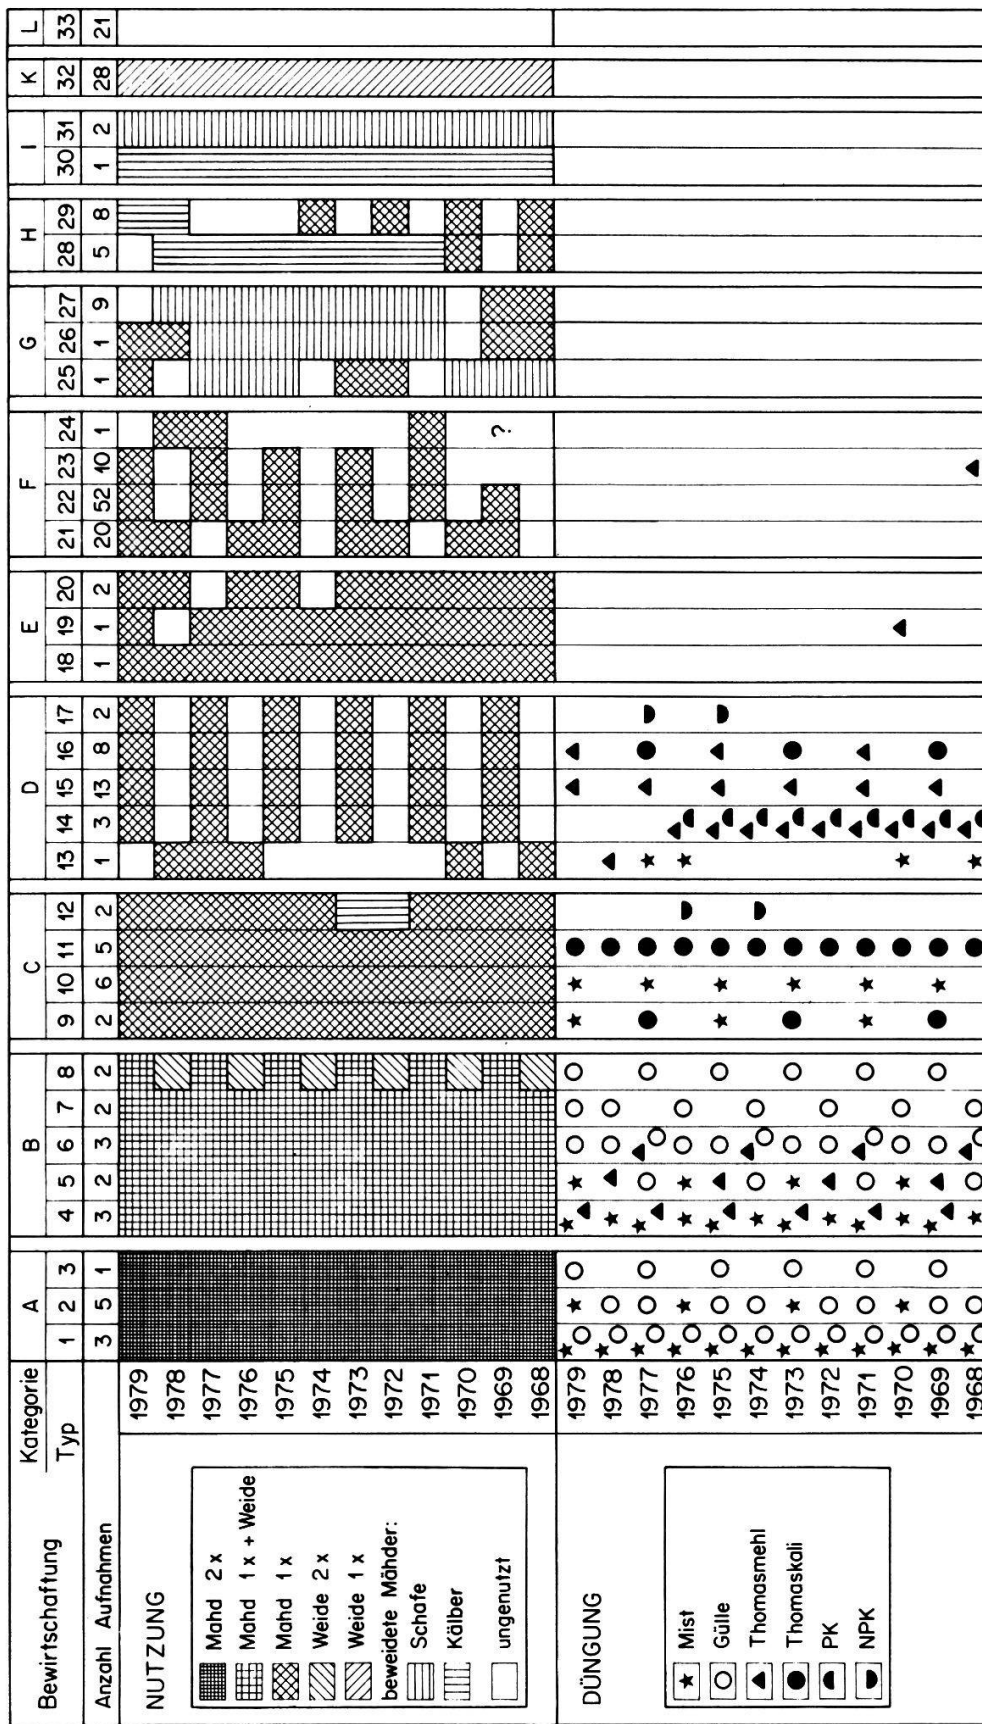 Bewirtschaftung
Kategorie A B C D E F G H I K L
Typ 1 2 3 4 5 6 7 8 9 10 11 12 13 14 15 16 17 18 19 20 21 22 23 24 25 26 27 28 29 30 31 32 33
Anzahl Aufnahmen 3 5 1 3 2 3 2 2 2 6 5 2 1 3 13 8 2 1 1 2 20 52 10 1 1 1 9 5 8 1 2 28 21
NUTZUNG
Mahd 2 x
Mahd 1 x + Weide
Mahd 1 x
Weide 2 x
Weide 1 x
beweidete Mähder:
Schafe
Kälber
ungenutzt
1979
1978
1977
1976
1975
1974
1973
1972
1971
1970
1969
1968
?
DÜNGUNG
Mist
Gülle
Thomasmehl
Thomaskali
PK
NPK
1979
1978
1977
1976
1975
1974
1973
1972
1971
1970
1969
1968